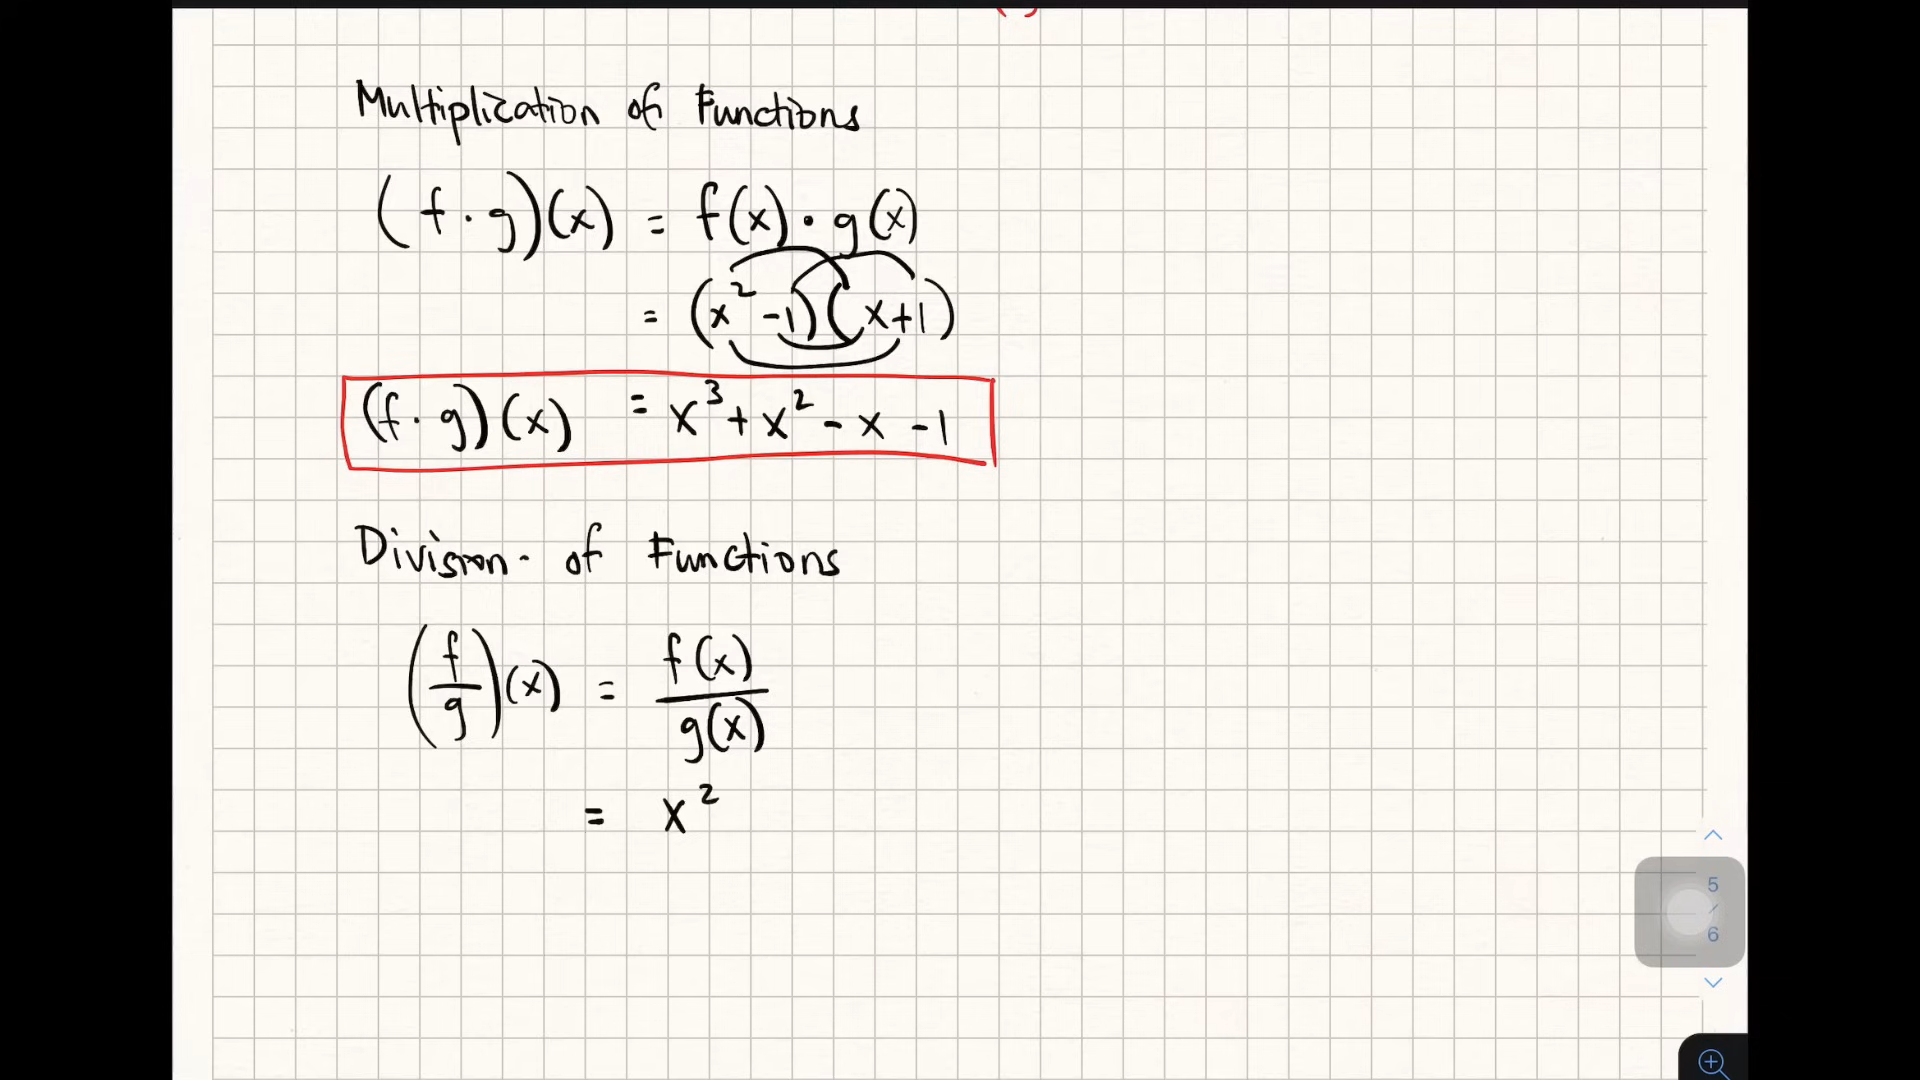 Multiplication of Functions
(f · g)(x) = f(x) · g(x)
= (x² -1)(x+1)
(f · g)(x) = x³ + x² - x - 1
Division of Functions
(f/g)(x) = f(x)/g(x)
= x²
5
/
6